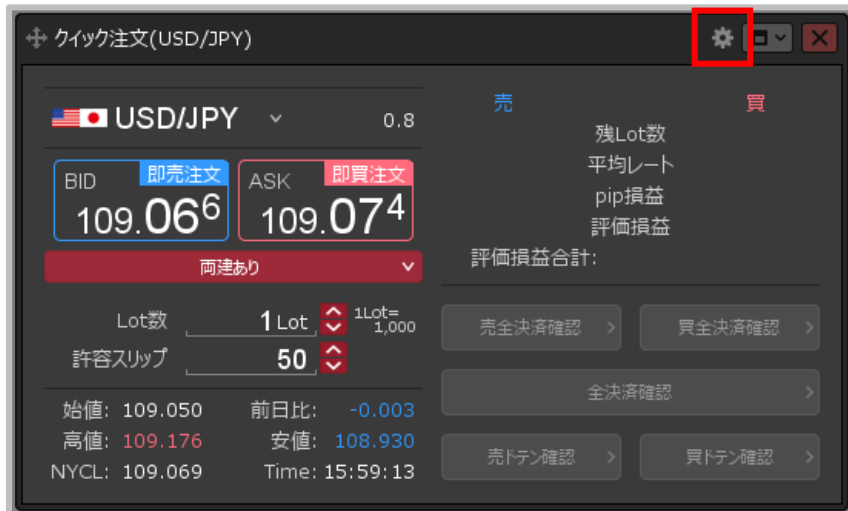 クイック注文(USD/JPY)
USD/JPY 0.8
BID 即売注文
109.066
ASK 即買注文
109.074
両建あり
Lot数 1 Lot 1Lot=
1,000
許容スリップ 50
始値: 109.050 前日比: -0.003
高値: 109.176 安値: 108.930
NYCL: 109.069 Time: 15:59:13
売 買
残Lot数
平均レート
pip損益
評価損益
評価損益合計:
売全決済確認 買全決済確認
全決済確認
売ドテン確認 買ドテン確認